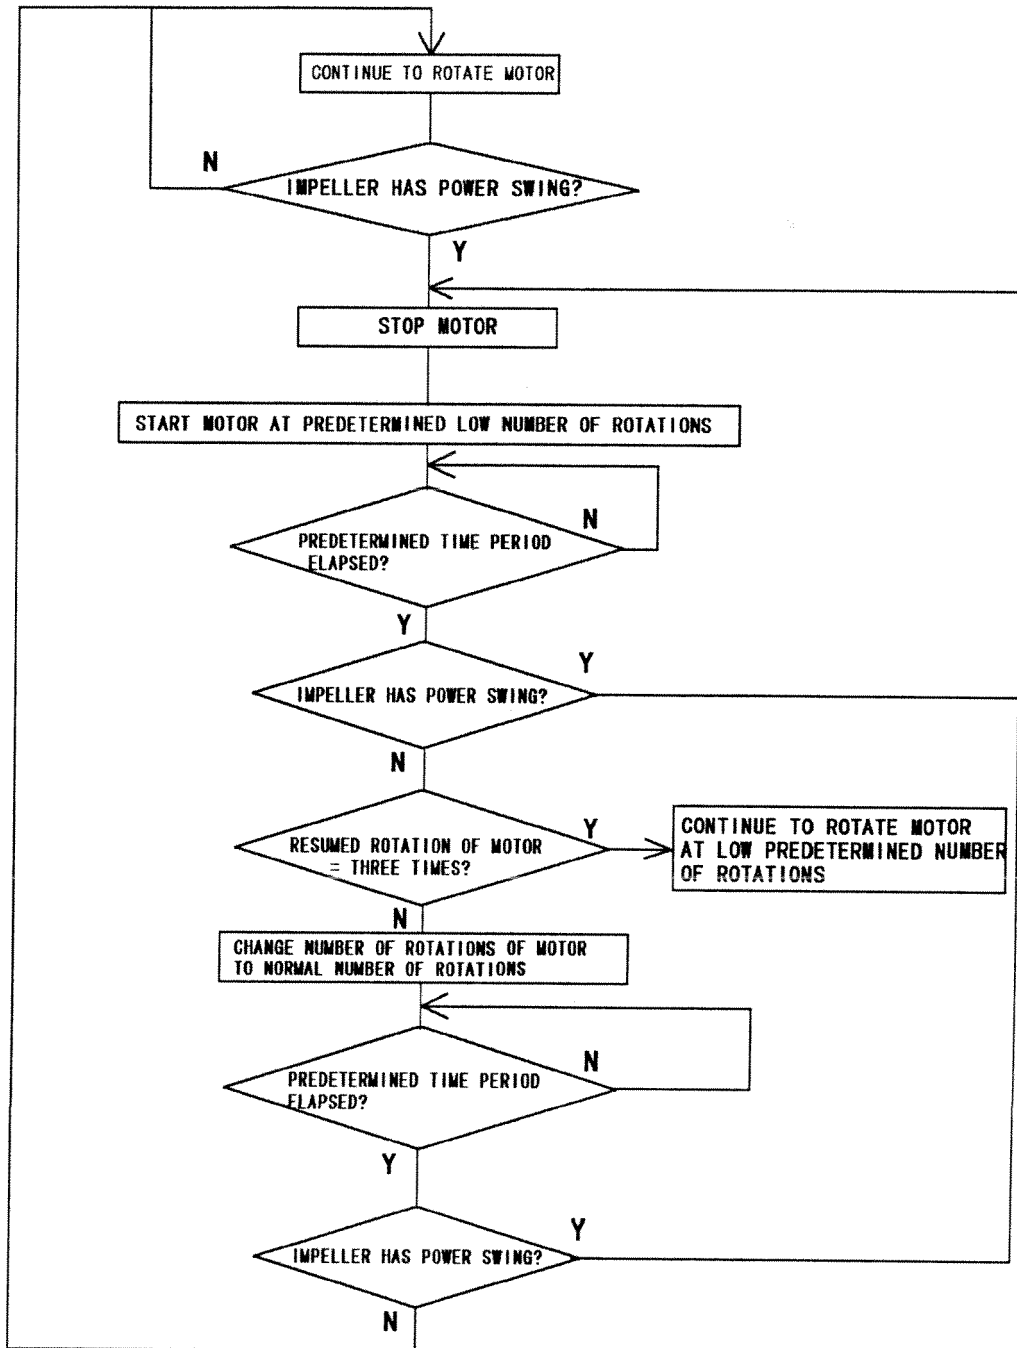 CONTINUE TO ROTATE MOTOR
N
IMPELLER HAS POWER SWING?
Y
STOP MOTOR
START MOTOR AT PREDETERMINED LOW NUMBER OF ROTATIONS
N
PREDETERMINED TIME PERIOD
ELAPSED?
Y
Y
IMPELLER HAS POWER SWING?
N
RESUMED ROTATION OF MOTOR
= THREE TIMES?
Y
CONTINUE TO ROTATE MOTOR
AT LOW PREDETERMINED NUMBER
OF ROTATIONS
N
CHANGE NUMBER OF ROTATIONS OF MOTOR
TO NORMAL NUMBER OF ROTATIONS
N
PREDETERMINED TIME PERIOD
ELAPSED?
Y
Y
IMPELLER HAS POWER SWING?
N